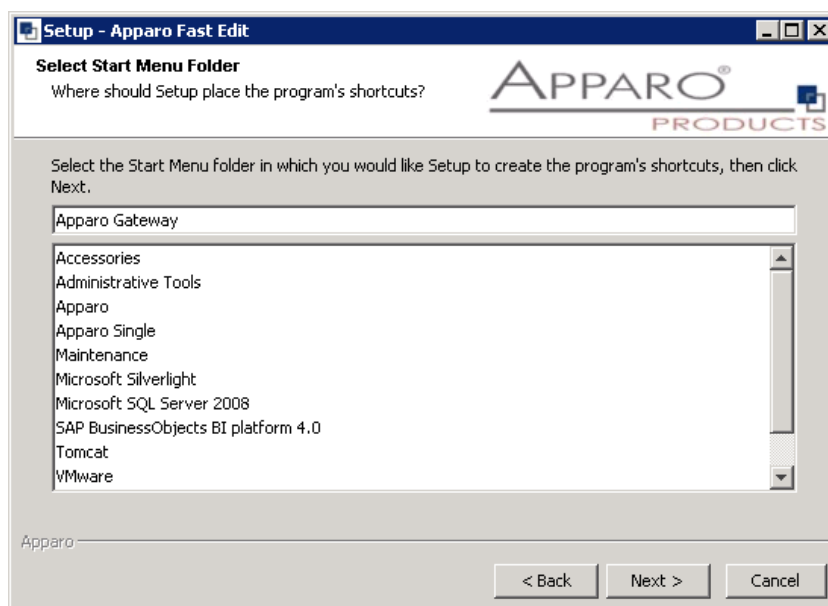 Setup - Apparo Fast Edit
Select Start Menu Folder
Where should Setup place the program's shortcuts?
APPARO®
PRODUCTS
Select the Start Menu folder in which you would like Setup to create the program's shortcuts, then click
Next.
Apparo Gateway
Accessories
Administrative Tools
Apparo
Apparo Single
Maintenance
Microsoft Silverlight
Microsoft SQL Server 2008
SAP BusinessObjects BI platform 4.0
Tomcat
VMware
Apparo
< Back
Next >
Cancel